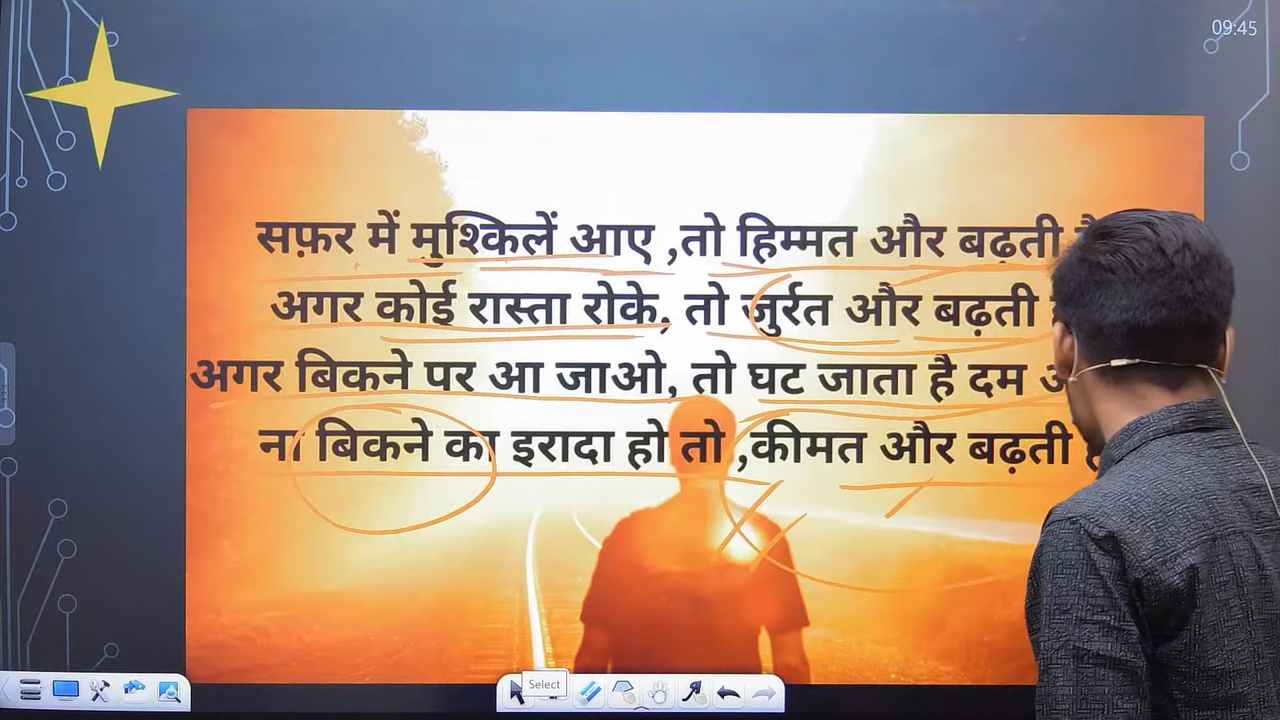 09:45
सफ़र में मुश्किलें आए ,तो हिम्मत और बढ़ती
अगर कोई रास्ता रोके, तो जुर्रत और बढ़ती
अगर बिकने पर आ जाओ, तो घट जाता है दम
ना बिकने का इरादा हो तो ,कीमत और बढ़ती
Select